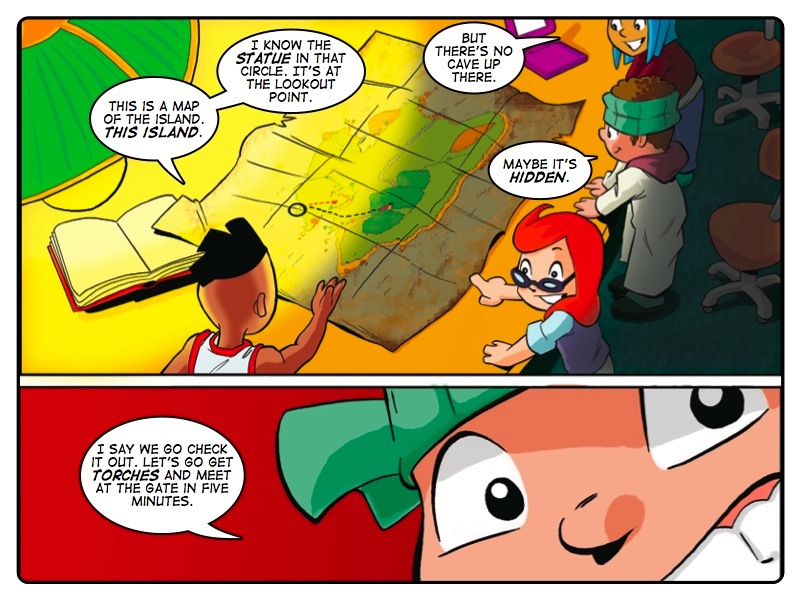 THIS IS A MAP
OF THE ISLAND.
THIS ISLAND.
I KNOW THE
STATUE IN THAT
CIRCLE. IT'S AT
THE LOOKOUT
POINT.
BUT
THERE'S NO
CAVE UP
THERE.
MAYBE IT'S
HIDDEN.
I SAY WE GO CHECK
IT OUT. LET'S GO GET
TORCHES AND MEET
AT THE GATE IN FIVE
MINUTES.